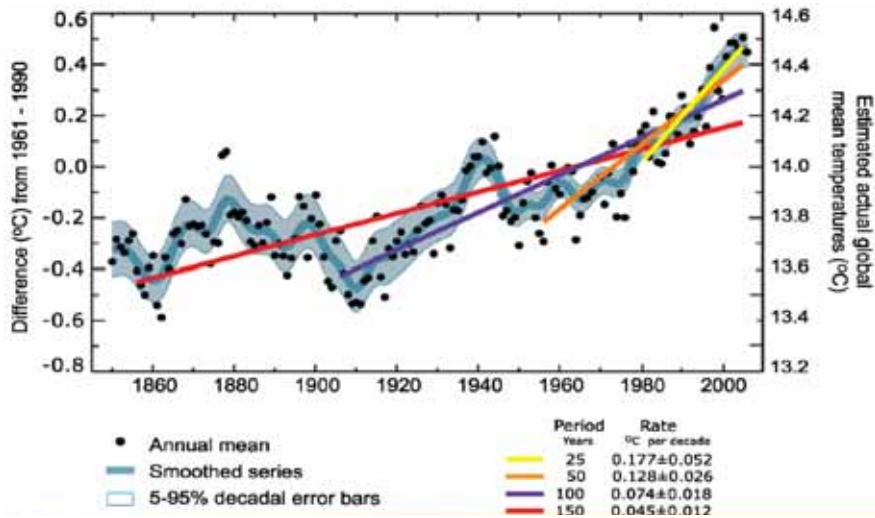 Difference (°C) from 1961 - 1990
0.6
0.4
0.2
0.0
-0.2
-0.4
-0.6
-0.8
14.6
14.4
14.2
14.0
13.8
13.6
13.4
13.2
Estimated actual global
mean temperatures (°C)
1860 1880 1900 1920 1940 1960 1980 2000
Annual mean
Smoothed series
5-95% decadal error bars
Period Rate
Years °C per decade
25 0.177±0.052
50 0.128±0.026
100 0.074±0.018
150 0.045±0.012